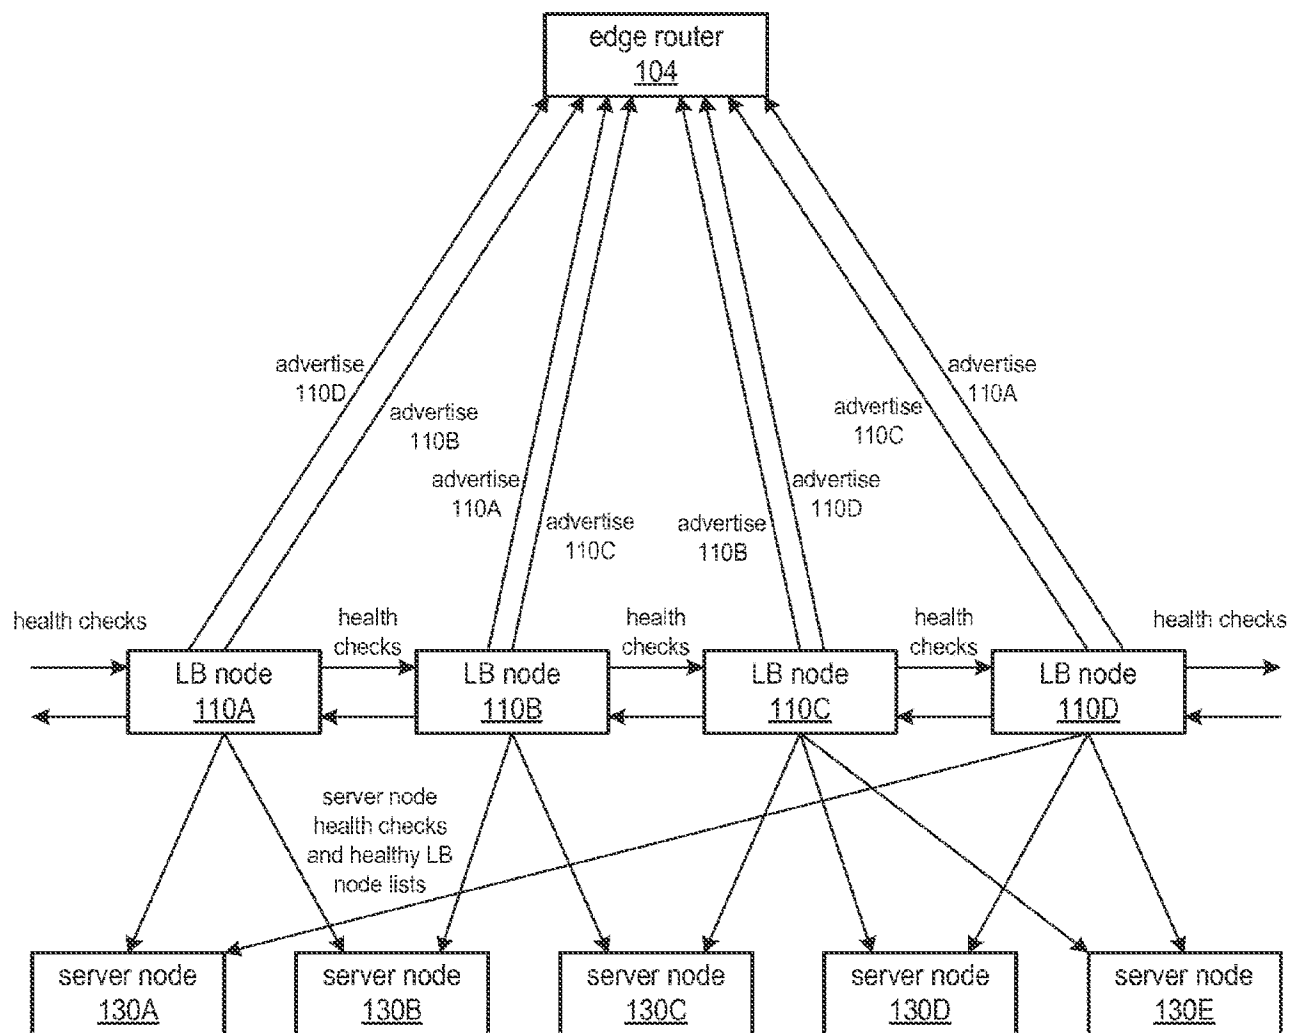 edge router
104
advertise
110D
advertise
110B
advertise
110A
advertise
110C
advertise
110B
advertise
110D
advertise
110C
advertise
110A
health checks
health
checks
health
checks
health
checks
health checks
LB node
110A
LB node
110B
LB node
110C
LB node
110D
server node
health checks
and healthy LB
node lists
server node
130A
server node
130B
server node
130C
server node
130D
server node
130E